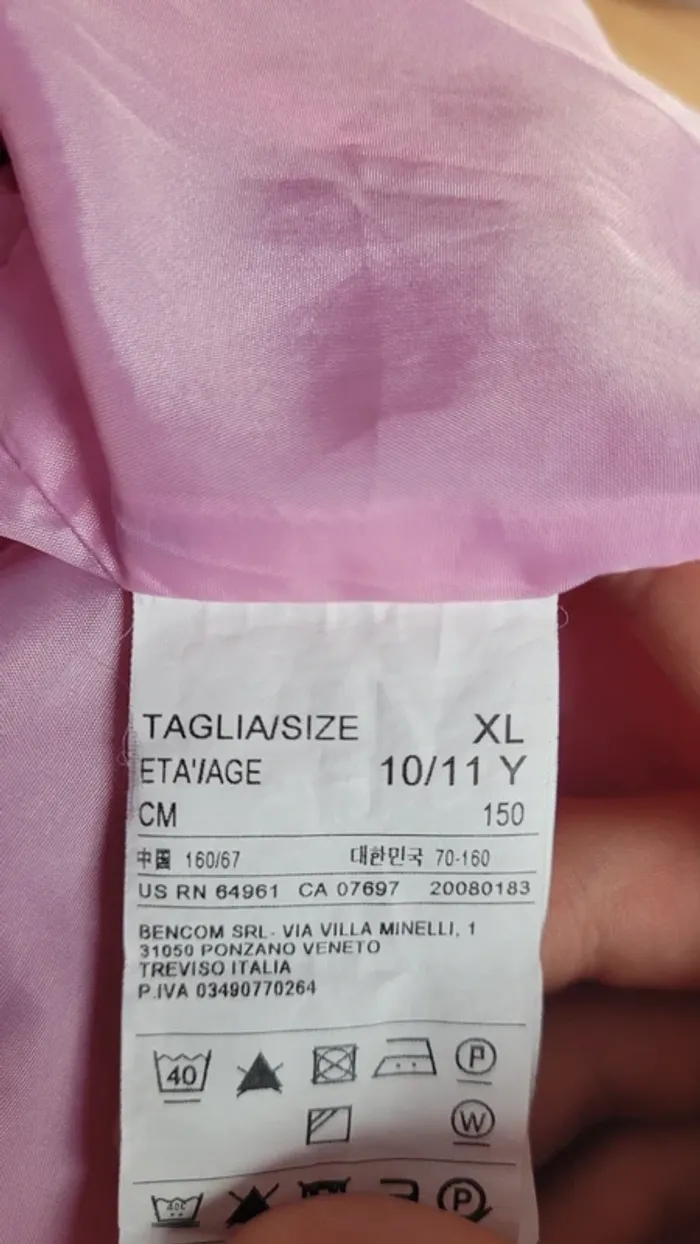 TAGLIA/SIZE XL
ETA'/AGE 10/11 Y
CM 150
中国 160/67 대한민국 70-160
US RN 64961 CA 07697 20080183
BENCOM SRL- VIA VILLA MINELLI, 1
31050 PONZANO VENETO
TREVISO ITALIA
P.IVA 03490770264
40 P
W
40C P